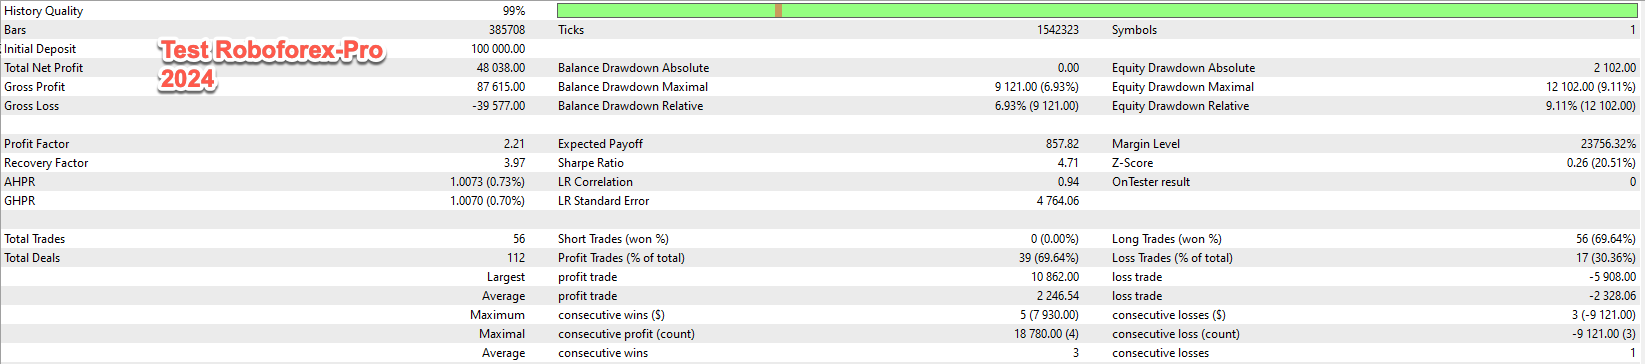 History Quality 99%
Bars 385708 Ticks 1542323 Symbols 1
Initial Deposit 100 000.00
Test Roboforex-Pro
2024
Total Net Profit 48 038.00 Balance Drawdown Absolute 0.00 Equity Drawdown Absolute 2 102.00
Gross Profit 87 615.00 Balance Drawdown Maximal 9 121.00 (6.93%) Equity Drawdown Maximal 12 102.00 (9.11%)
Gross Loss -39 577.00 Balance Drawdown Relative 6.93% (9 121.00) Equity Drawdown Relative 9.11% (12 102.00)
Profit Factor 2.21 Expected Payoff 857.82 Margin Level 23756.32%
Recovery Factor 3.97 Sharpe Ratio 4.71 Z-Score 0.26 (20.51%)
AHPR 1.0073 (0.73%) LR Correlation 0.94 OnTester result 0
GHPR 1.0070 (0.70%) LR Standard Error 4 764.06
Total Trades 56 Short Trades (won %) 0 (0.00%) Long Trades (won %) 56 (69.64%)
Total Deals 112 Profit Trades (% of total) 39 (69.64%) Loss Trades (% of total) 17 (30.36%)
Largest profit trade 10 862.00 loss trade -5 908.00
Average profit trade 2 246.54 loss trade -2 328.06
Maximum consecutive wins ($) 5 (7 930.00) consecutive losses ($) 3 (-9 121.00)
Maximal consecutive profit (count) 18 780.00 (4) consecutive loss (count) -9 121.00 (3)
Average consecutive wins 3 consecutive losses 1